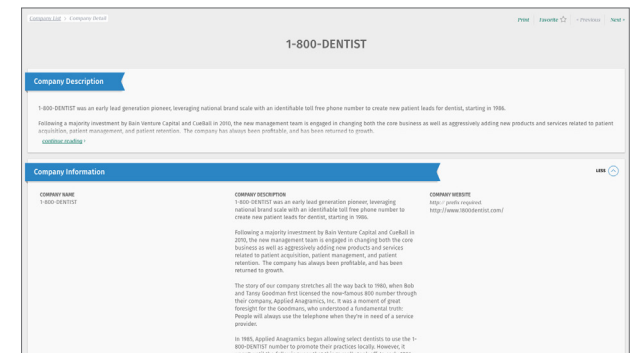 Company List | Company Detail
Print Favorite < Previous Next >
1-800-DENTIST
Company Description
1-800-DENTIST was an early lead generation pioneer, leveraging national brand scale with an identifiable toll free phone number to create new patient leads for dentist, starting in 1986.
Following a majority investment by Bain Venture Capital and CueBall in 2010, the new management team is engaged in changing both the core business as well as aggressively adding new products and services related to patient
acquisition, patient management, and patient retention. The company has always been profitable, and has been returned to growth.
continue reading >
Company Information
LESS
COMPANY NAME
1-800-DENTIST
COMPANY DESCRIPTION
1-800-DENTIST was an early lead generation pioneer, leveraging
national brand scale with an identifiable toll free phone number to
create new patient leads for dentist, starting in 1986.
Following a majority investment by Bain Venture Capital and CueBall in
2010, the new management team is engaged in changing both the core
business as well as aggressively adding new products and services
related to patient acquisition, patient management, and patient
retention. The company has always been profitable, and has been
returned to growth.
The story of our company stretches all the way back to 1980, when Bob
and Tansy Goodman first licensed the now-famous 800 number through
their company, Applied Anagramics, Inc. It was a moment of great
foresight for the Goodmans, who understood a fundamental truth:
People will always use the telephone when they're in need of a service
provider.
In 1985, Applied Anagramics began allowing select dentists to use the 1-
800-DENTIST number to promote their practices locally. However, it
COMPANY WEBSITE
http:// prefix required
http://www.1800dentist.com/